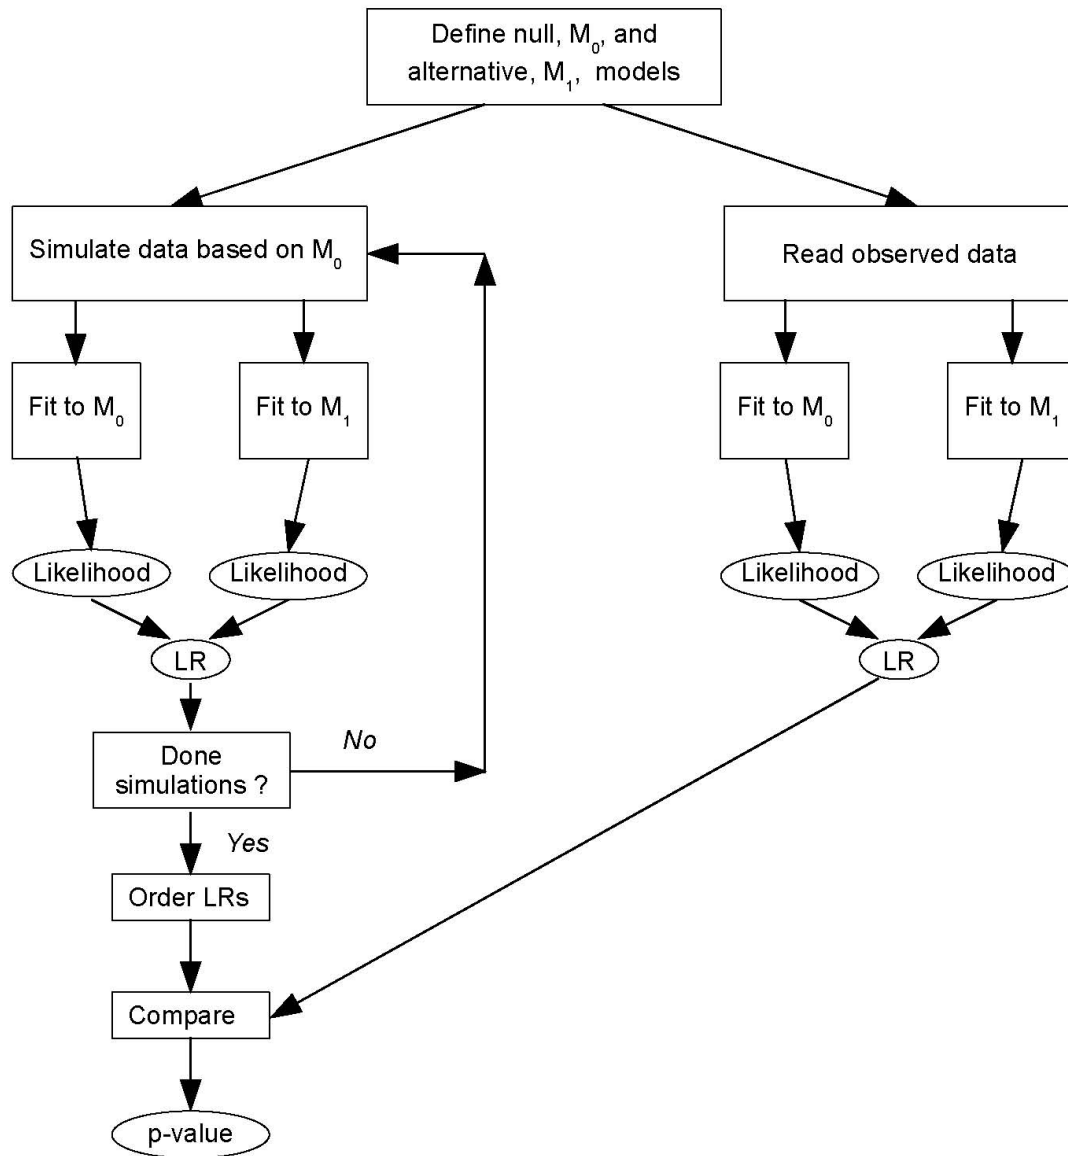 Define null, M₀, and
alternative, M₁, models
Simulate data based on M₀
Read observed data
Fit to M₀
Fit to M₁
Fit to M₀
Fit to M₁
Likelihood
Likelihood
Likelihood
Likelihood
LR
LR
Done
simulations ?
No
Yes
Order LRs
Compare
p-value